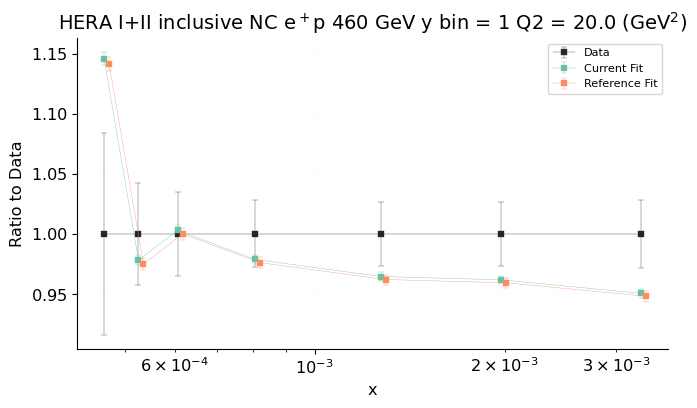 HERA I+II inclusive NC e⁺p 460 GeV y bin = 1 Q2 = 20.0 (GeV²)
Data
Current Fit
Reference Fit
Ratio to Data
1.15
1.10
1.05
1.00
0.95
6 × 10⁻⁴
10⁻³
2 × 10⁻³
3 × 10⁻³
x